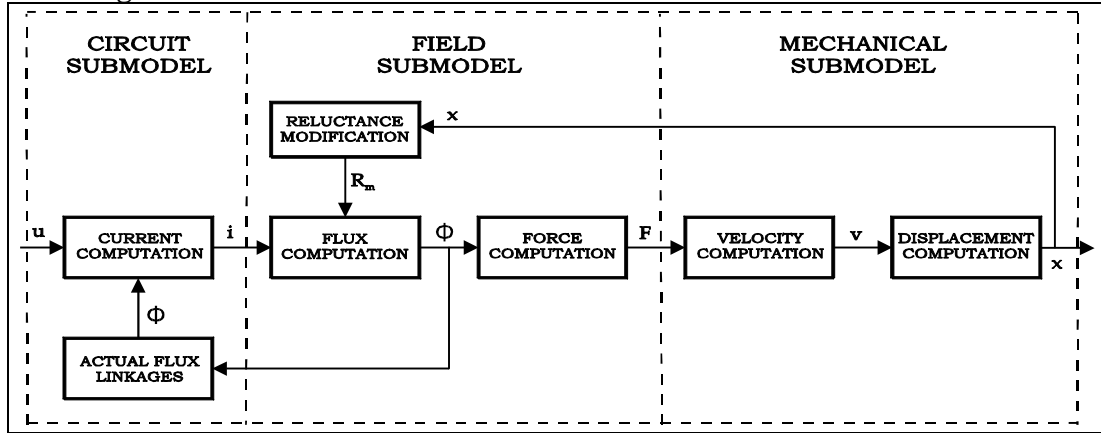 CIRCUIT
SUBMODEL
FIELD
SUBMODEL
MECHANICAL
SUBMODEL
RELUCTANCE
MODIFICATION
x
Rm
u
CURRENT
COMPUTATION
i
FLUX
COMPUTATION
Φ
FORCE
COMPUTATION
F
VELOCITY
COMPUTATION
v
DISPLACEMENT
COMPUTATION
x
Φ
ACTUAL FLUX
LINKAGES